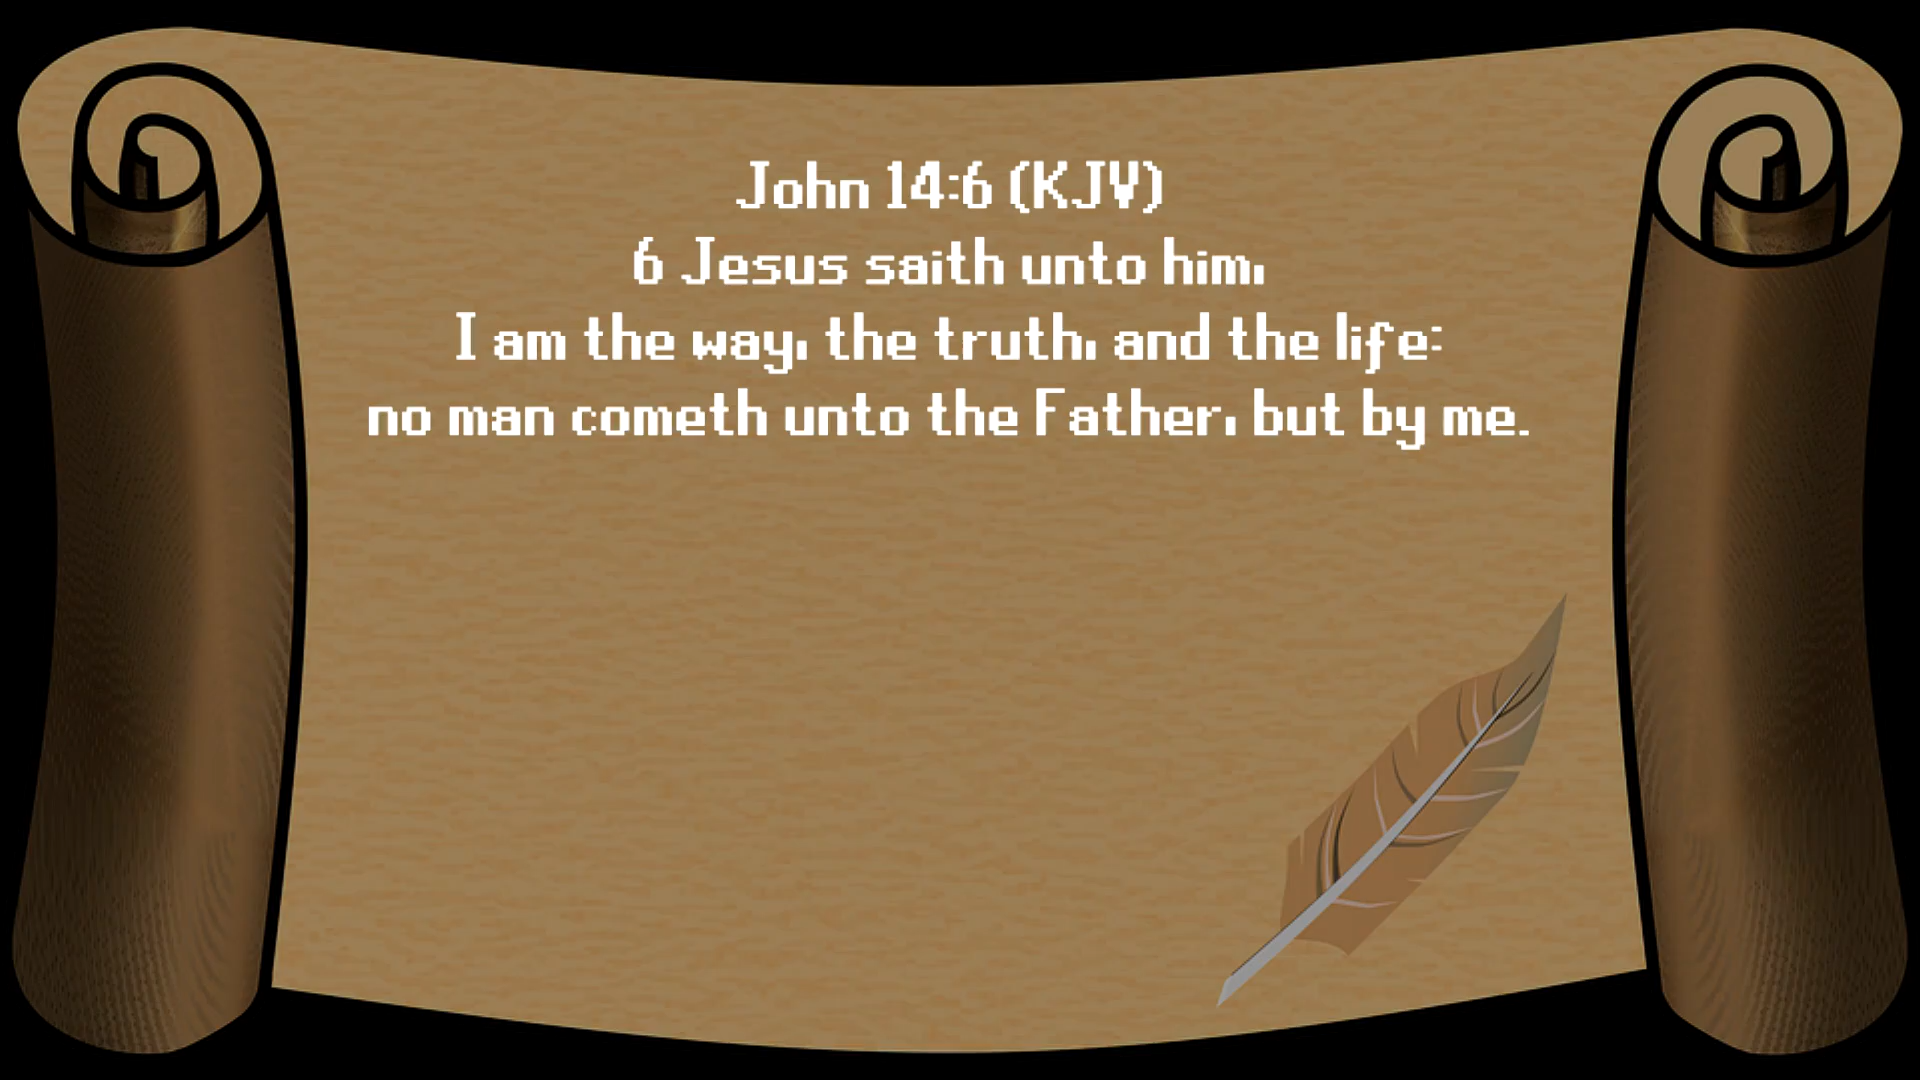 John 14:6 (KJV)
6 Jesus saith unto him,
I am the way, the truth, and the life:
no man cometh unto the Father, but by me.